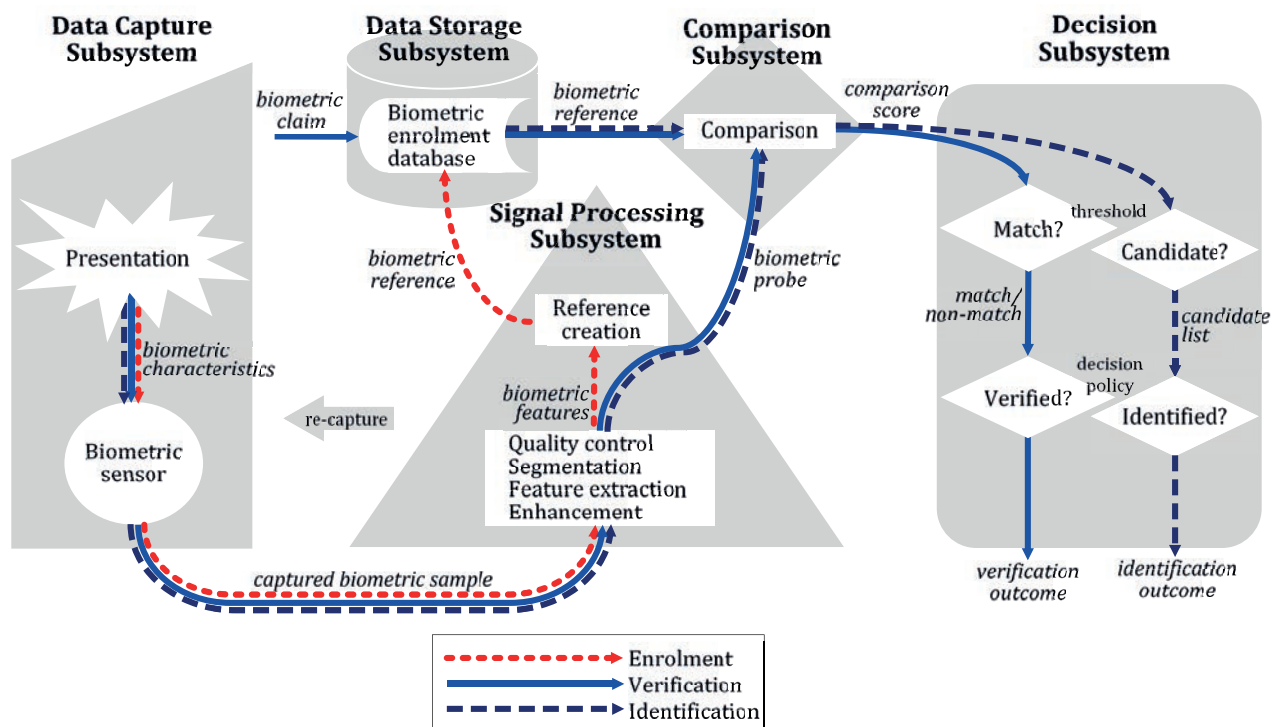 Data Capture
Subsystem
Data Storage
Subsystem
Comparison
Subsystem
Decision
Subsystem
biometric
claim
Biometric
enrolment
database
biometric
reference
Comparison
comparison
score
Signal Processing
Subsystem
Presentation
biometric
reference
biometric
probe
Match?
threshold
Candidate?
Reference
creation
match/
non-match
candidate
list
biometric
characteristics
biometric
features
re-capture
decision
policy
Verified?
Identified?
Biometric
sensor
Quality control
Segmentation
Feature extraction
Enhancement
captured biometric sample
verification
outcome
identification
outcome
Enrolment
Verification
Identification